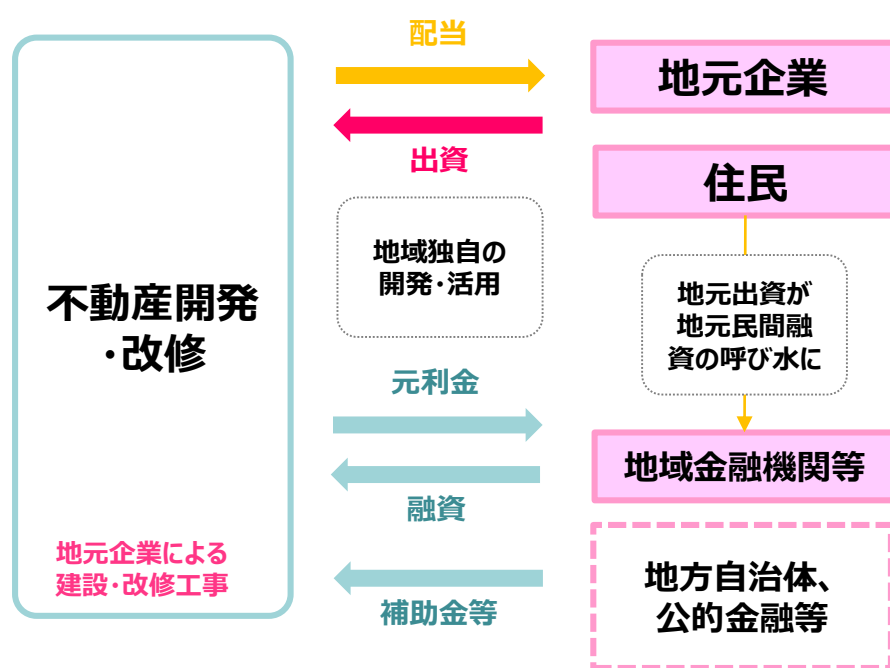 配当
地元企業
出資
住民
地域独自の
開発・活用
不動産開発
・改修
地元出資が
地元民間融
資の呼び水に
元利金
地域金融機関等
融資
地元企業による
建設・改修工事
地方自治体、
公的金融等
補助金等